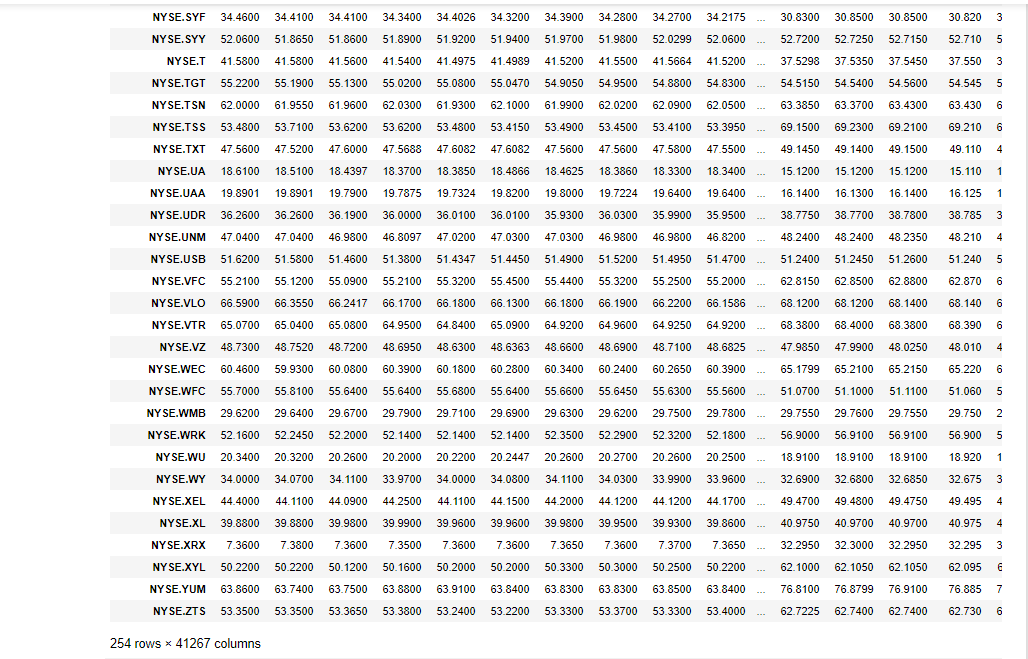 NYSE.SYF 34.4600 34.4100 34.4100 34.3400 34.4026 34.3200 34.3900 34.2800 34.2700 34.2175 ... 30.8300 30.8500 30.8500 30.820 3
NYSE.SYY 52.0600 51.8650 51.8600 51.8900 51.9200 51.9400 51.9700 51.9800 52.0299 52.0600 ... 52.7200 52.7250 52.7150 52.710 5
NYSE.T 41.5800 41.5800 41.5600 41.5400 41.4975 41.4989 41.5200 41.5500 41.5664 41.5200 ... 37.5298 37.5350 37.5450 37.550 3
NYSE.TGT 55.2200 55.1900 55.1300 55.0200 55.0800 55.0470 54.9050 54.9500 54.8800 54.8300 ... 54.5150 54.5400 54.5600 54.545 5
NYSE.TSN 62.0000 61.9550 61.9600 62.0300 61.9300 62.1000 61.9900 62.0200 62.0900 62.0500 ... 63.3850 63.3700 63.4300 63.430 6
NYSE.TSS 53.4800 53.7100 53.6200 53.6200 53.4800 53.4150 53.4900 53.4500 53.4100 53.3950 ... 69.1500 69.2300 69.2100 69.210 6
NYSE.TXT 47.5600 47.5200 47.6000 47.5688 47.6082 47.6082 47.5600 47.5600 47.5800 47.5500 ... 49.1450 49.1400 49.1500 49.110 4
NYSE.UA 18.6100 18.5100 18.4397 18.3700 18.3850 18.4866 18.4625 18.3860 18.3300 18.3400 ... 15.1200 15.1200 15.1200 15.110 1
NYSE.UAA 19.8901 19.8901 19.7900 19.7875 19.7324 19.8200 19.8000 19.7224 19.6400 19.6400 ... 16.1400 16.1300 16.1400 16.125 1
NYSE.UDR 36.2600 36.2600 36.1900 36.0000 36.0100 36.0100 35.9300 36.0300 35.9900 35.9500 ... 38.7750 38.7700 38.7800 38.785 3
NYSE.UNM 47.0400 47.0400 46.9800 46.8097 47.0200 47.0300 47.0300 46.9800 46.9800 46.8200 ... 48.2400 48.2400 48.2350 48.210 4
NYSE.USB 51.6200 51.5800 51.4600 51.3800 51.4347 51.4450 51.4900 51.5200 51.4950 51.4700 ... 51.2400 51.2450 51.2600 51.240 5
NYSE.VFC 55.2100 55.1200 55.0900 55.2100 55.3200 55.4500 55.4400 55.3200 55.2500 55.2000 ... 62.8150 62.8500 62.8800 62.870 6
NYSE.VLO 66.5900 66.3550 66.2417 66.1700 66.1800 66.1300 66.1800 66.1900 66.2200 66.1586 ... 68.1200 68.1200 68.1400 68.140 6
NYSE.VTR 65.0700 65.0400 65.0800 64.9500 64.8400 65.0900 64.9200 64.9600 64.9250 64.9200 ... 68.3800 68.4000 68.3800 68.390 6
NYSE.VZ 48.7300 48.7520 48.7200 48.6950 48.6300 48.6363 48.6600 48.6900 48.7100 48.6825 ... 47.9850 47.9900 48.0250 48.010 4
NYSE.WEC 60.4600 59.9300 60.0800 60.3900 60.1800 60.2800 60.3400 60.2400 60.2650 60.3900 ... 65.1799 65.2100 65.2150 65.220 6
NYSE.WFC 55.7000 55.8100 55.6400 55.6400 55.6800 55.6400 55.6600 55.6450 55.6300 55.5600 ... 51.0700 51.1000 51.1100 51.060 5
NYSE.WMB 29.6200 29.6400 29.6700 29.7900 29.7100 29.6900 29.6300 29.6200 29.7500 29.7800 ... 29.7550 29.7600 29.7550 29.750 2
NYSE.WRK 52.1600 52.2450 52.2000 52.1400 52.1400 52.1400 52.3500 52.2900 52.3200 52.1800 ... 56.9000 56.9100 56.9100 56.900 5
NYSE.WU 20.3400 20.3200 20.2600 20.2000 20.2200 20.2447 20.2600 20.2700 20.2600 20.2500 ... 18.9100 18.9100 18.9100 18.920 1
NYSE.WY 34.0000 34.0700 34.1100 33.9700 34.0000 34.0800 34.1100 34.0300 33.9900 33.9600 ... 32.6900 32.6800 32.6850 32.675 3
NYSE.XEL 44.4000 44.1100 44.0900 44.2500 44.1100 44.1500 44.2000 44.1200 44.1200 44.1700 ... 49.4700 49.4800 49.4750 49.495 4
NYSE.XL 39.8800 39.8800 39.9800 39.9900 39.9600 39.9600 39.9800 39.9500 39.9300 39.8600 ... 40.9750 40.9700 40.9700 40.975 4
NYSE.XRX 7.3600 7.3800 7.3600 7.3500 7.3600 7.3600 7.3650 7.3600 7.3700 7.3650 ... 32.2950 32.3000 32.2950 32.295 3
NYSE.XYL 50.2200 50.2200 50.1200 50.1600 50.2000 50.2000 50.3300 50.3000 50.2500 50.2200 ... 62.1000 62.1050 62.1050 62.095 6
NYSE.YUM 63.8600 63.7400 63.7500 63.8800 63.9100 63.8400 63.8300 63.8300 63.8500 63.8400 ... 76.8100 76.8799 76.9100 76.885 7
NYSE.ZTS 53.3500 53.3500 53.3650 53.3800 53.2400 53.2200 53.3300 53.3700 53.3300 53.4000 ... 62.7225 62.7400 62.7400 62.730 6
254 rows × 41267 columns